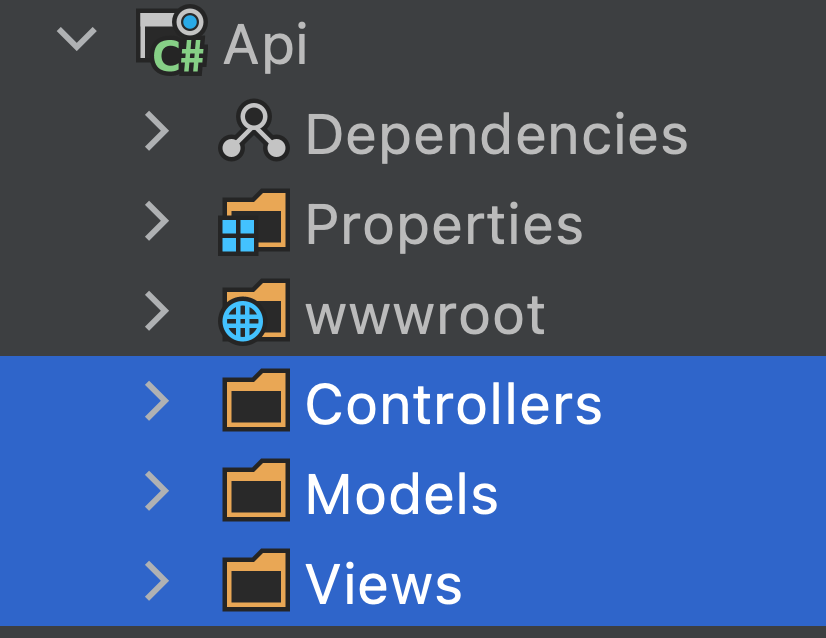 C# Api
Dependencies
Properties
wwwroot
Controllers
Models
Views